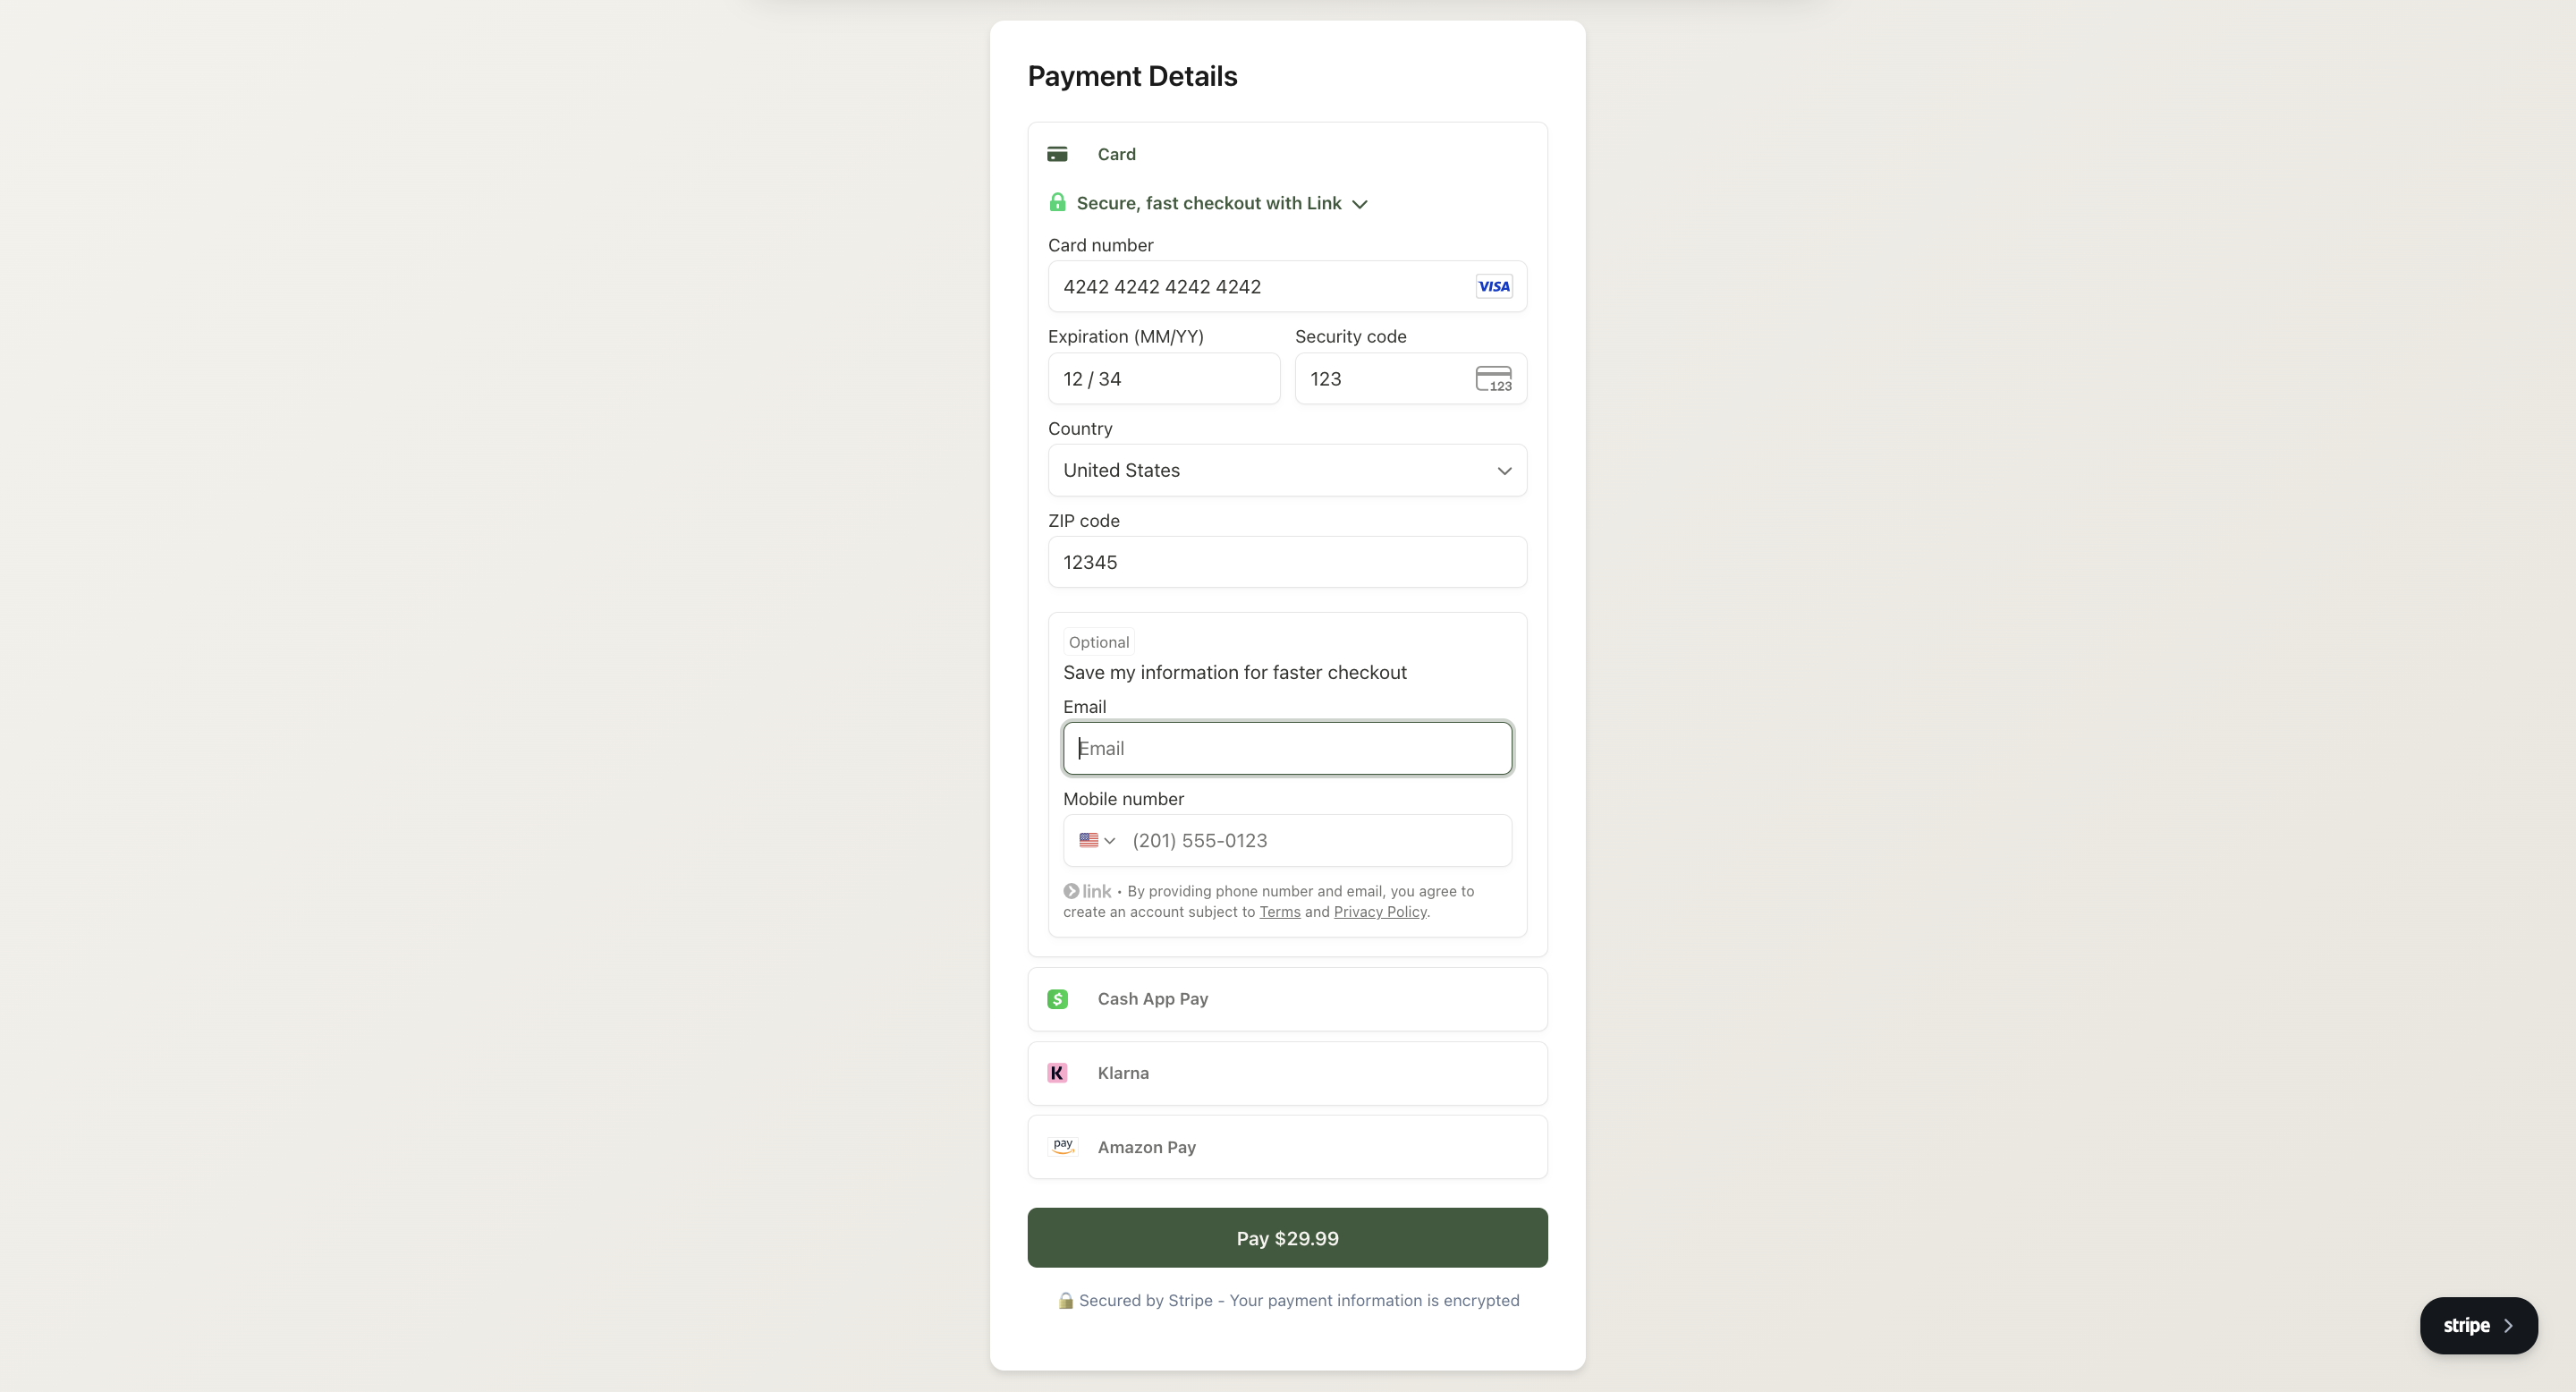 Payment Details
Card
Secure, fast checkout with Link
Card number
4242 4242 4242 4242
VISA
Expiration (MM/YY)
Security code
12 / 34
123
123
Country
United States
ZIP code
12345
Optional
Save my information for faster checkout
Email
Email
Mobile number
(201) 555-0123
link • By providing phone number and email, you agree to
create an account subject to Terms and Privacy Policy.
$
Cash App Pay
K
Klarna
pay
Amazon Pay
Pay $29.99
Secured by Stripe - Your payment information is encrypted
stripe